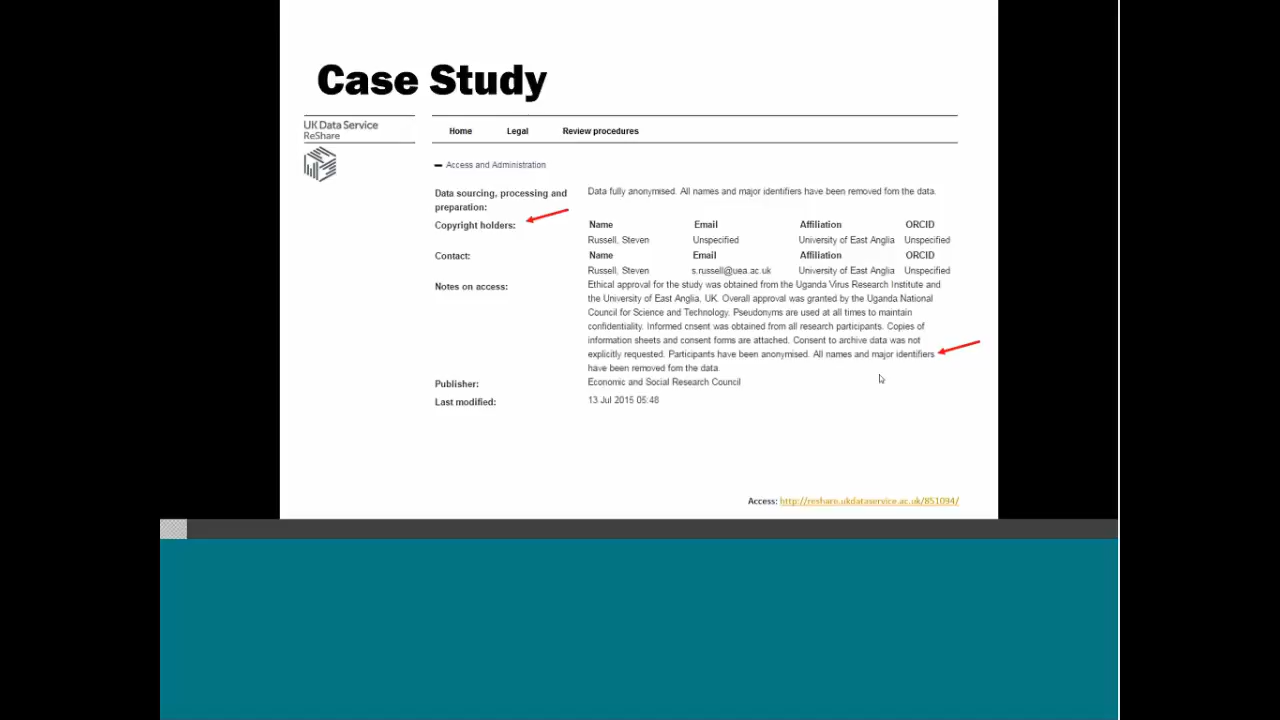 Case Study
UK Data Service
ReShare
Home Legal Review procedures
Access and Administration
Data sourcing, processing and
preparation:
Data fully anonymised. All names and major identifiers have been removed fom the data.
Copyright holders:
Name Email Affiliation ORCID
Russell, Steven Unspecified University of East Anglia Unspecified
Contact:
Name Email Affiliation ORCID
Russell, Steven s.russell@uea.ac.uk University of East Anglia Unspecified
Notes on access:
Ethical approval for the study was obtained from the Uganda Virus Research Institute and
the University of East Anglia, UK. Overall approval was granted by the Uganda National
Council for Science and Technology. Pseudonyms are used at all times to maintain
confidentiality. Informed cnsent was obtained from all research participants. Copies of
information sheets and consent forms are attached. Consent to archive data was not
explicitly requested. Participants have been anonymised. All names and major identifiers
have been removed fom the data.
Publisher: Economic and Social Research Council
Last modified: 13 Jul 2015 05:48
Access: http://reshare.ukdataservice.ac.uk/851094/